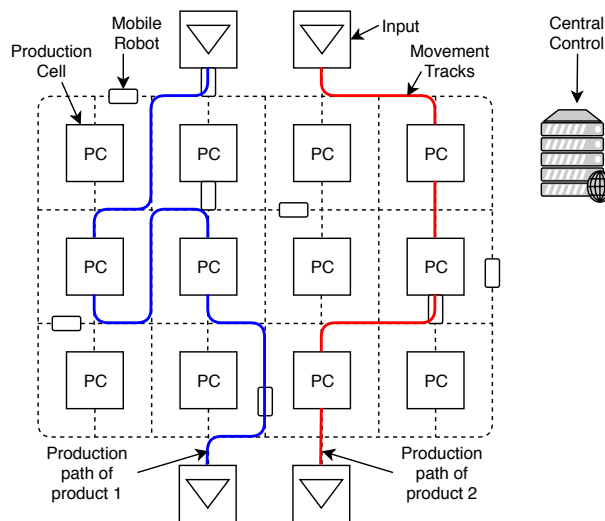 Mobile
Robot
Production
Cell
Input
Movement
Tracks
Central
Control
PC
PC
PC
PC
PC
PC
PC
PC
PC
PC
PC
PC
Production
path of
product 1
Production
path of
product 2